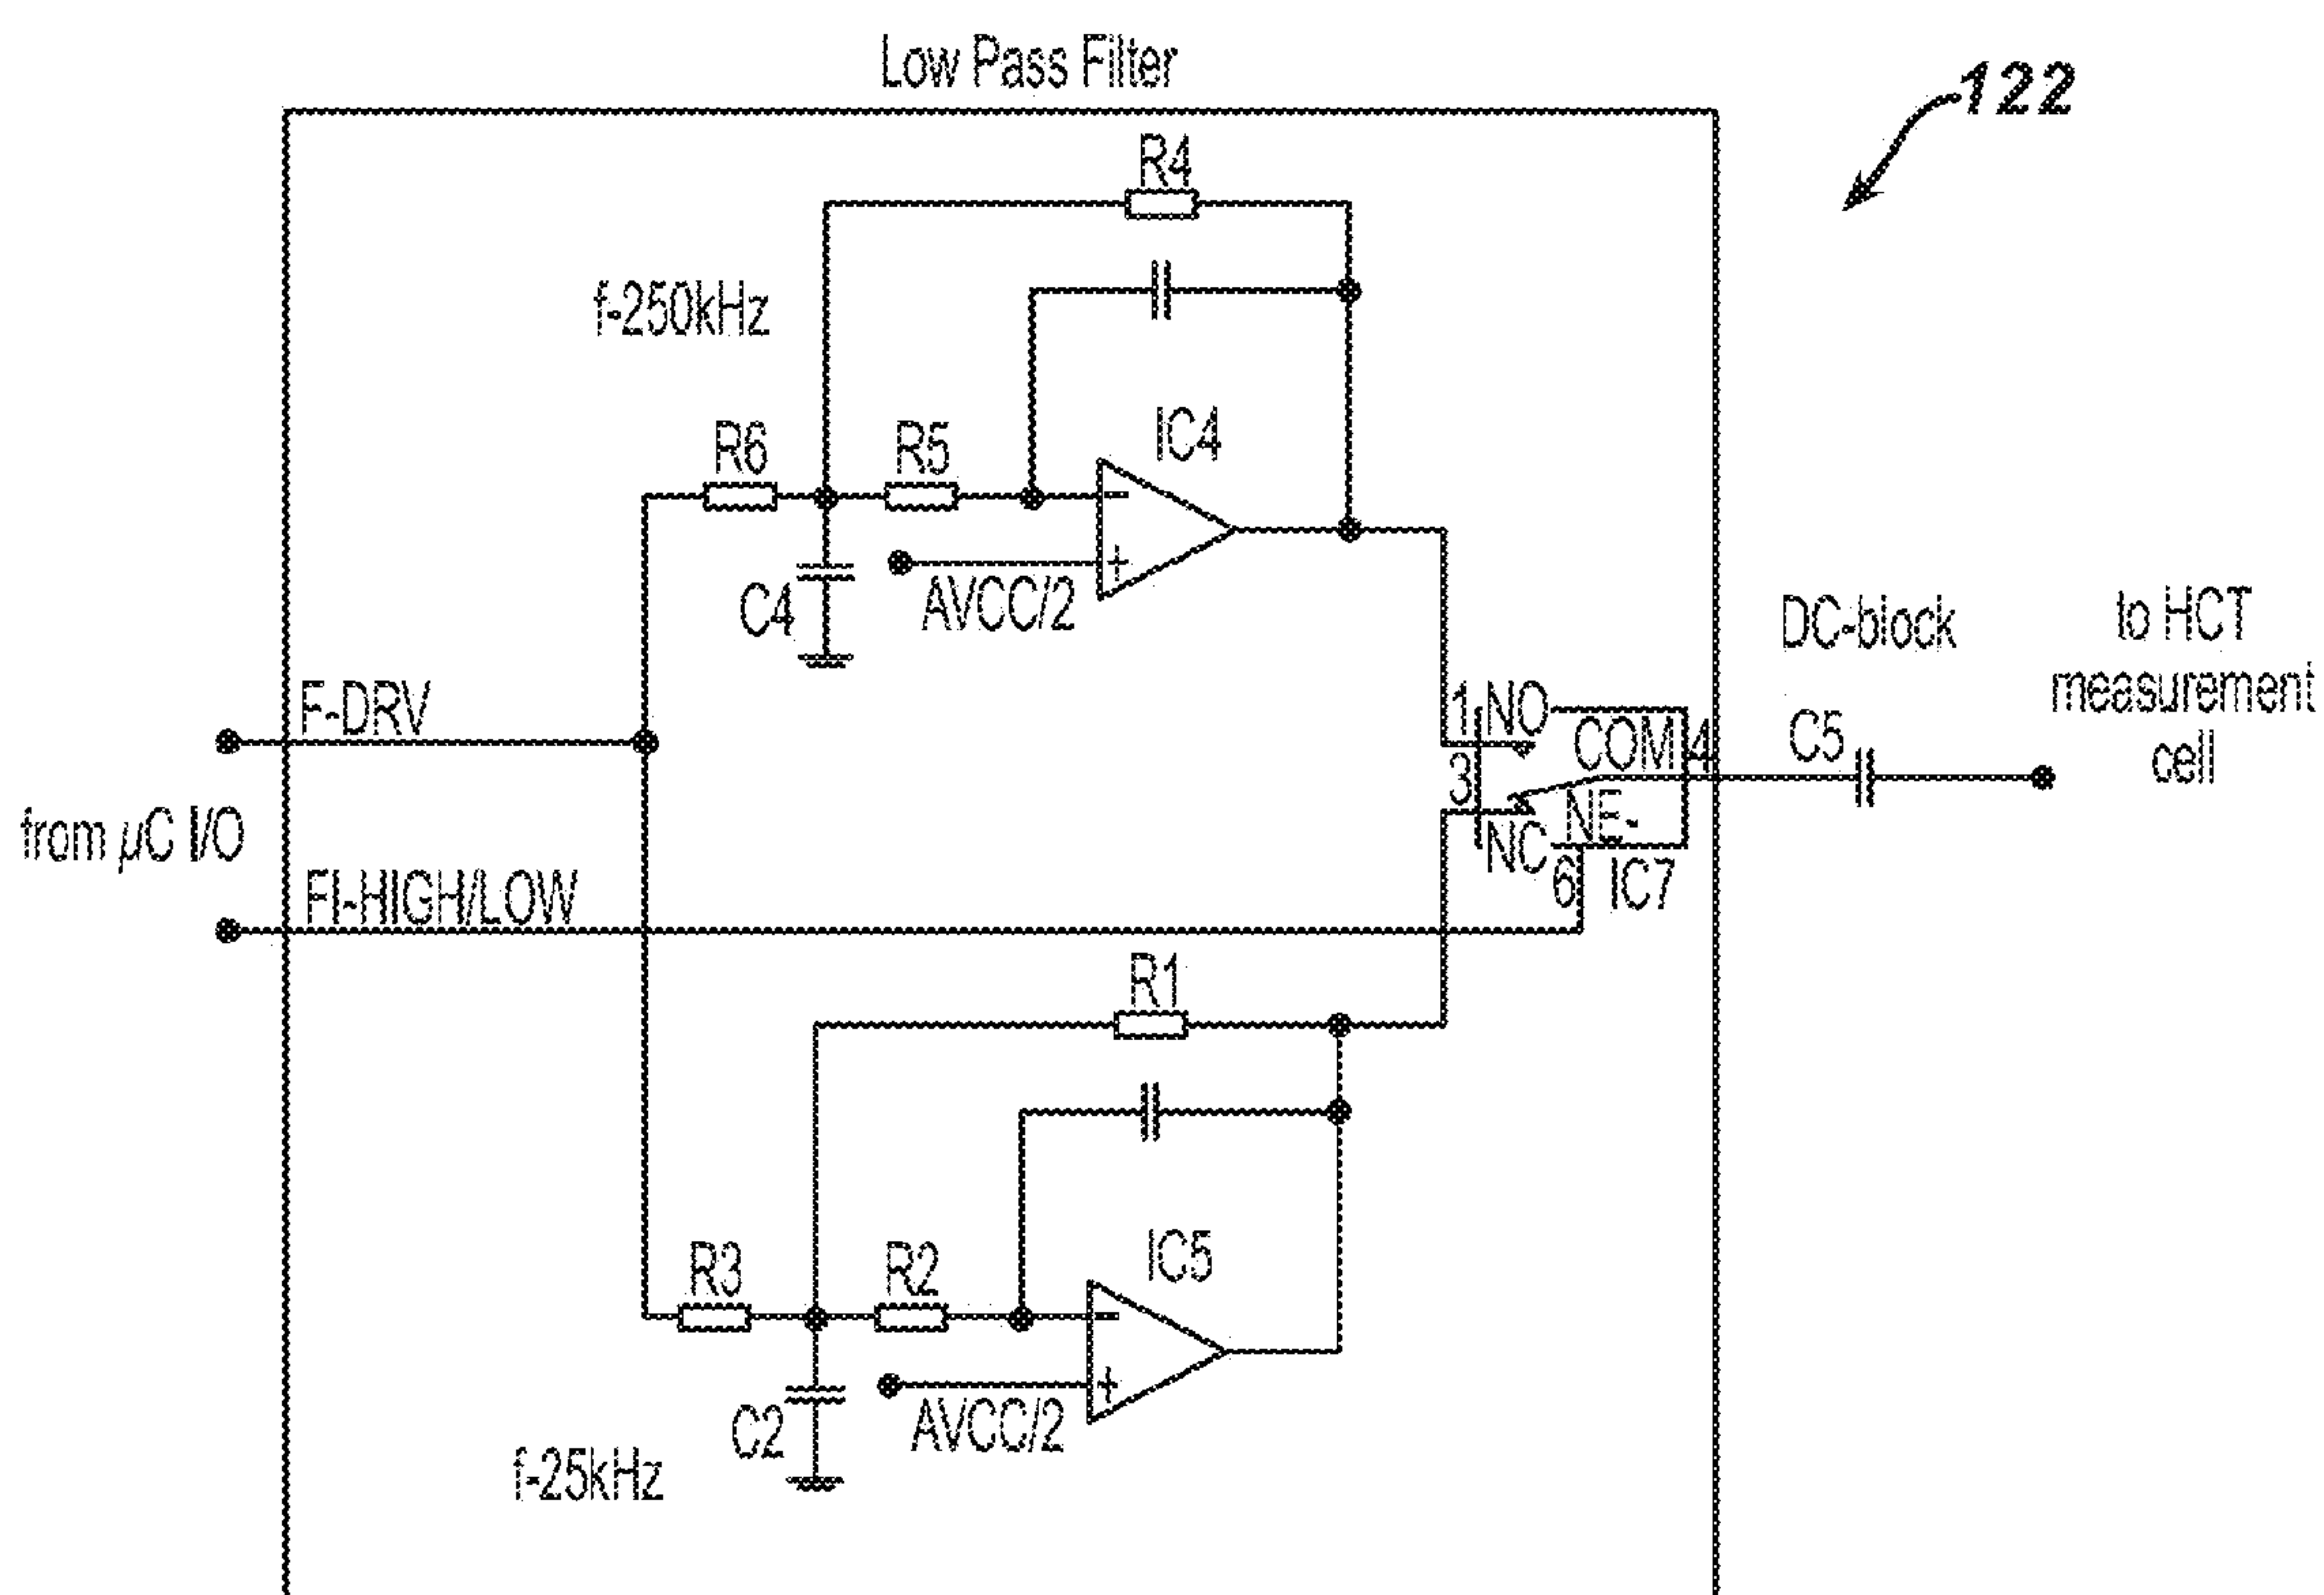 Low Pass Filter
122
R4
f-250kHz
IC4
R6
R5
C4
AVCC/2
DC-block
to HCT
measurement
cell
F-DRV
1
NO
COM
4
C5
3
from µC I/O
NE-
NC
6
IC7
FI-HIGH/LOW
R1
IC5
R3
R2
C2
AVCC/2
f-25kHz